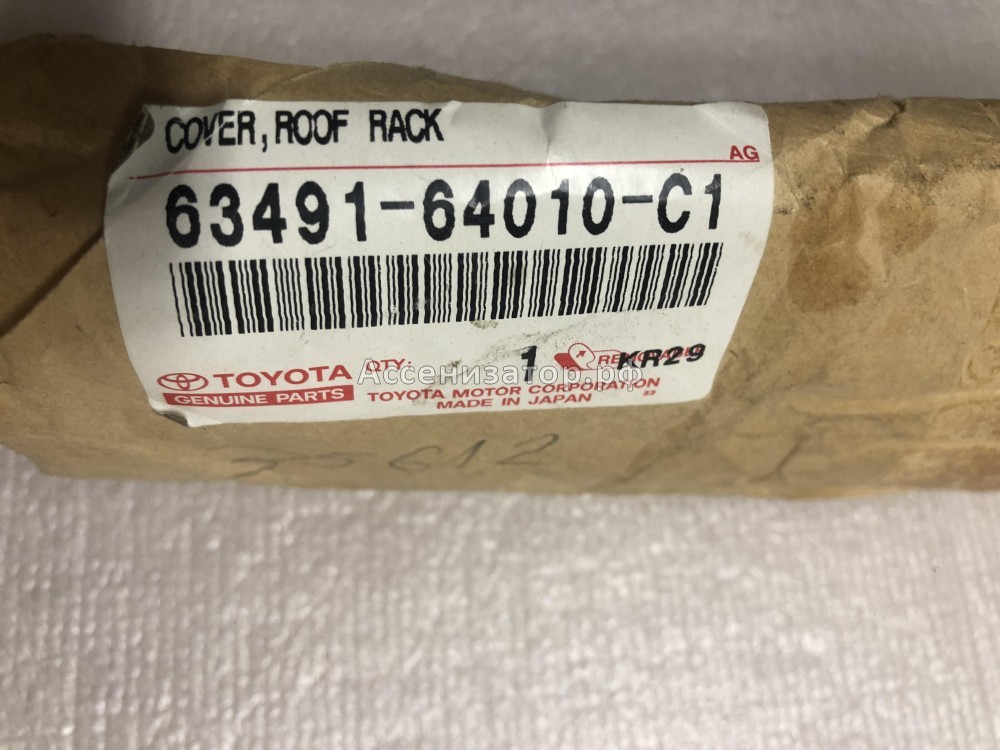 COVER, ROOF RACK
AG
63491-64010-C1
QTY: 1 REMOVABLE KR29
TOYOTA
GENUINE PARTS
Ассенизатор.рф
TOYOTA MOTOR CORPORATION
MADE IN JAPAN